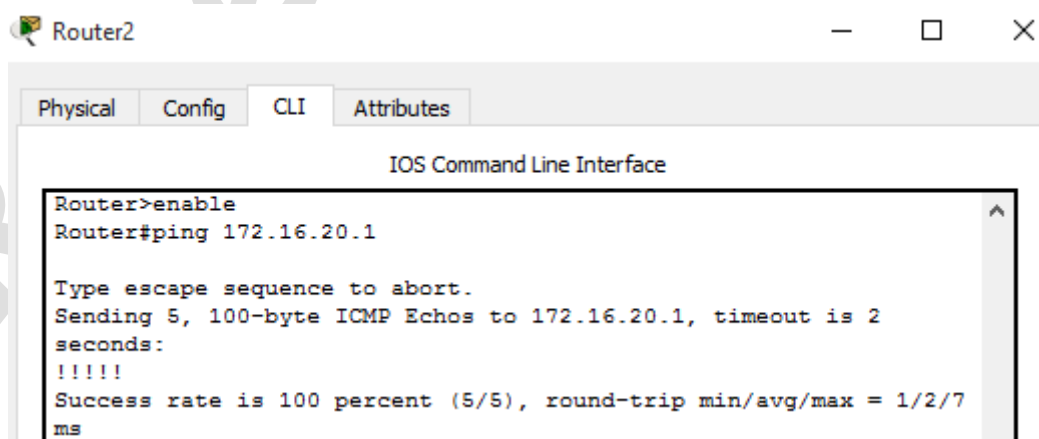 Router2
Physical Config CLI Attributes
IOS Command Line Interface
Router>enable
Router#ping 172.16.20.1
Type escape sequence to abort.
Sending 5, 100-byte ICMP Echos to 172.16.20.1, timeout is 2
seconds:
!!!!!
Success rate is 100 percent (5/5), round-trip min/avg/max = 1/2/7
ms